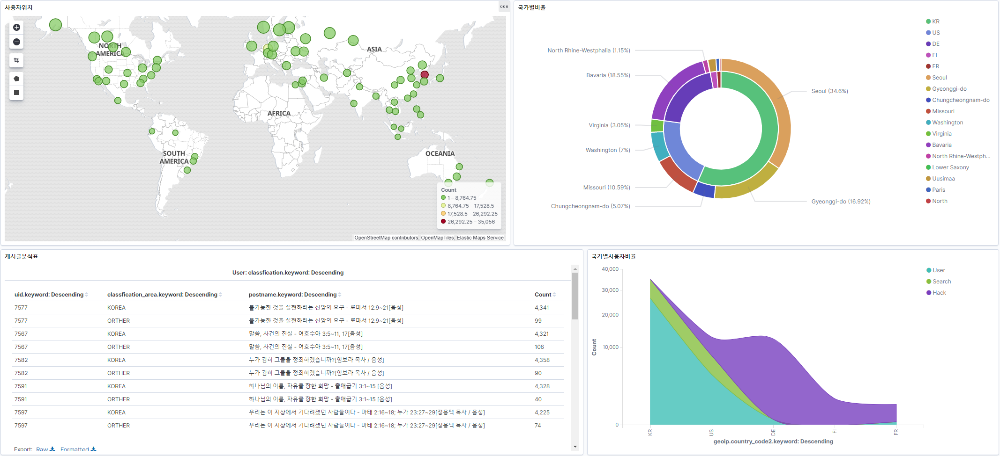 사용자위치
NORTH
AMERICA
ASIA
AFRICA
SOUTH
AMERICA
OCEANIA
Count
1 – 8,764.75
8,764.75 – 17,528.5
17,528.5 – 26,292.25
26,292.25 – 35,056
OpenStreetMap contributors, OpenMapTiles, Elastic Maps Service
국가별비율
North Rhine-Westphalia (1.15%)
Bavaria (18.55%)
Virginia (3.05%)
Washington (7%)
Missouri (10.59%)
Chungcheongnam-do (5.07%)
Seoul (34.6%)
Gyeonggi-do (16.92%)
KR
US
DE
FI
FR
Seoul
Gyeonggi-do
Chungcheongnam-do
Missouri
Washington
Virginia
Bavaria
North Rhine-Westph...
Lower Saxony
Uusimaa
Paris
North
게시글분석표
User: classfication.keyword: Descending
uid.keyword: Descending classfication_area.keyword: Descending postname.keyword: Descending Count
7577 KOREA 불가능한 것을 실현하라는 신앙의 요구 - 로마서 12:9~21[음성] 4,341
7577 ORTHER 불가능한 것을 실현하라는 신앙의 요구 - 로마서 12:9~21[음성] 99
7567 KOREA 말씀, 사건의 진실 - 여호수아 3:5~11, 17[음성] 4,321
7567 ORTHER 말씀, 사건의 진실 - 여호수아 3:5~11, 17[음성] 106
7582 KOREA 누가 감히 그들을 정죄하겠습니까?[임보라 목사 / 음성] 4,358
7582 ORTHER 누가 감히 그들을 정죄하겠습니까?[임보라 목사 / 음성] 90
7591 KOREA 하나님의 이름, 자유를 향한 희망 - 출애굽기 3:1~15 [음성] 4,328
7591 ORTHER 하나님의 이름, 자유를 향한 희망 - 출애굽기 3:1~15 [음성] 40
7597 KOREA 우리는 이 지상에서 기다려졌던 사람들이다 - 마태 2:16~18; 누가 23:27~29[정용택 목사 / 음성] 4,225
7597 ORTHER 우리는 이 지상에서 기다려졌던 사람들이다 - 마태 2:16~18; 누가 23:27~29[정용택 목사 / 음성] 74
Export: Raw Formatted
국가별사용자비율
40,000
30,000
20,000
10,000
0
Count
KR
US
DE
FI
FR
geoip.country_code2.keyword: Descending
User
Search
Hack